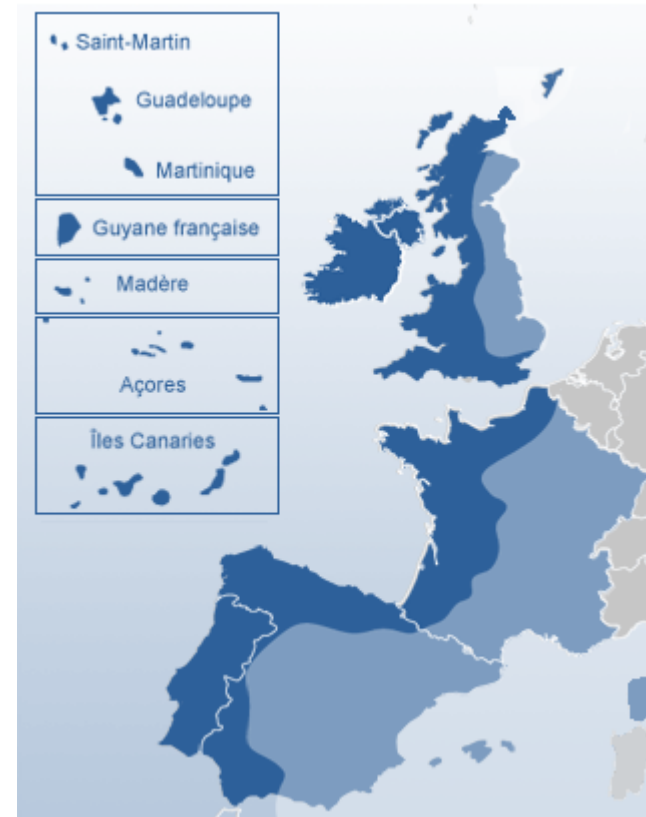 Saint-Martin
Guadeloupe
Martinique
Guyane française
Madère
Açores
Îles Canaries